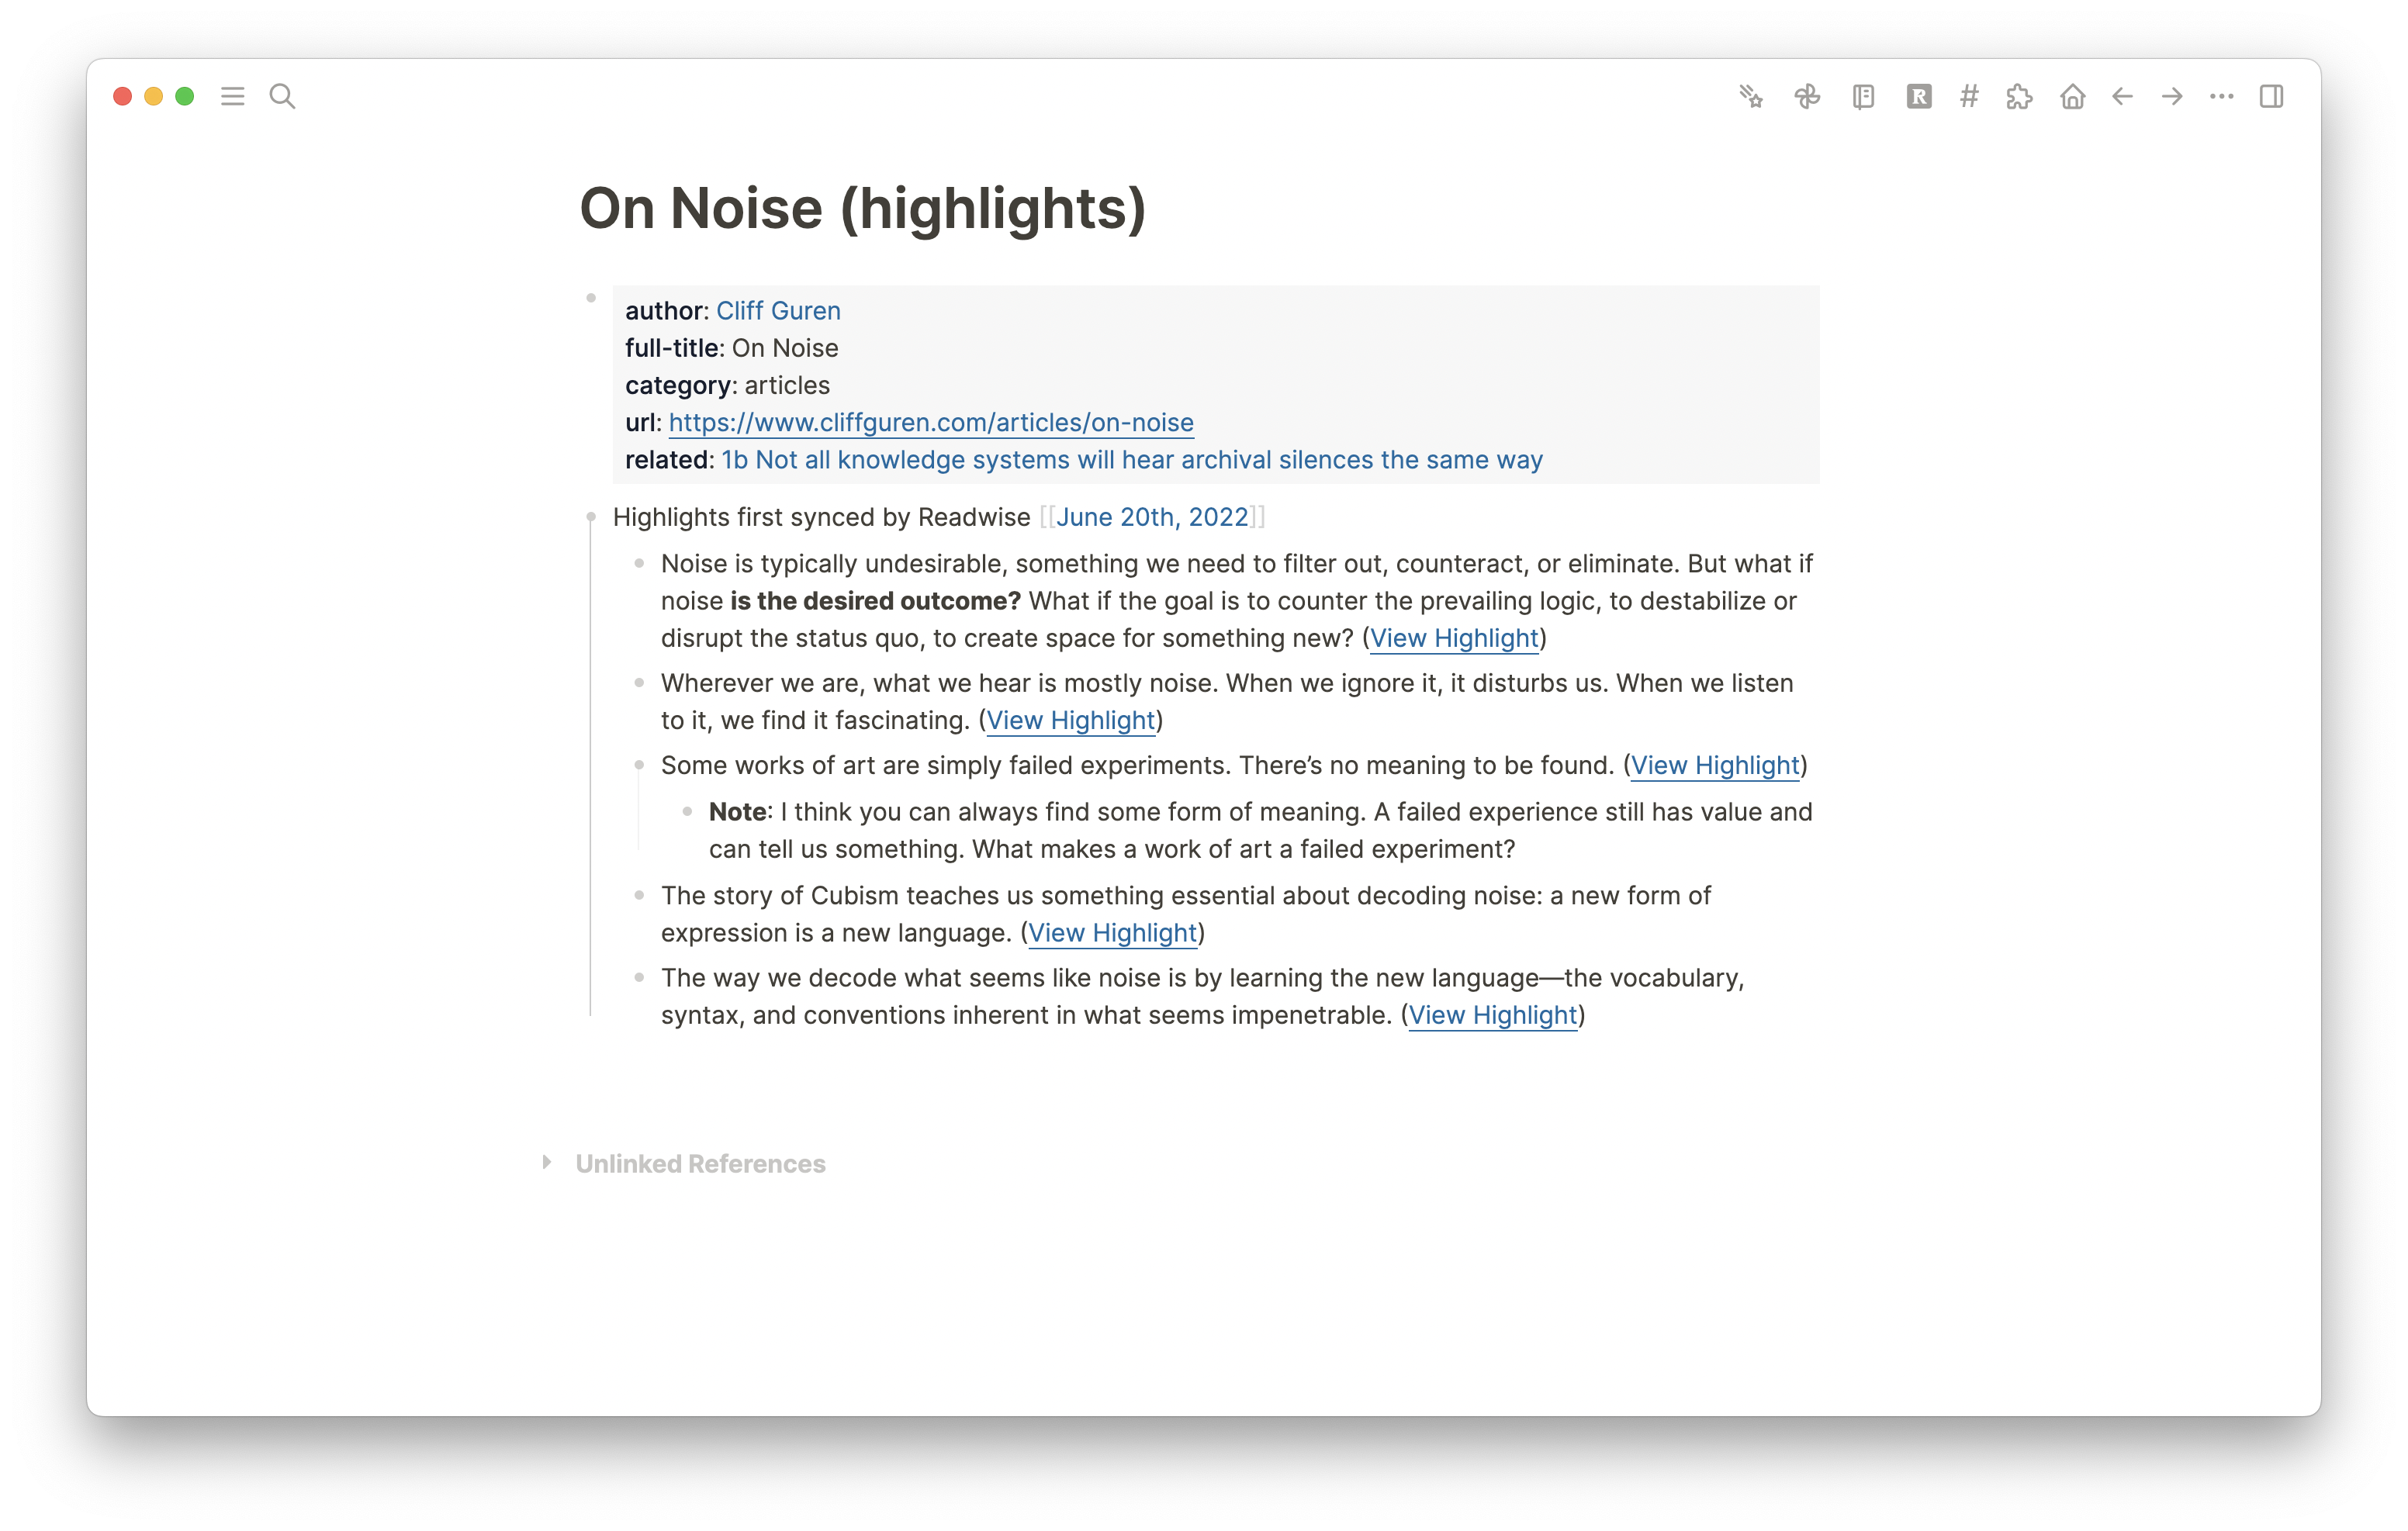 On Noise (highlights)
author: Cliff Guren
full-title: On Noise
category: articles
url: https://www.cliffguren.com/articles/on-noise
related: 1b Not all knowledge systems will hear archival silences the same way
Highlights first synced by Readwise [[June 20th, 2022]]
Noise is typically undesirable, something we need to filter out, counteract, or eliminate. But what if
noise is the desired outcome? What if the goal is to counter the prevailing logic, to destabilize or
disrupt the status quo, to create space for something new? (View Highlight)
Wherever we are, what we hear is mostly noise. When we ignore it, it disturbs us. When we listen
to it, we find it fascinating. (View Highlight)
Some works of art are simply failed experiments. There’s no meaning to be found. (View Highlight)
Note: I think you can always find some form of meaning. A failed experience still has value and
can tell us something. What makes a work of art a failed experiment?
The story of Cubism teaches us something essential about decoding noise: a new form of
expression is a new language. (View Highlight)
The way we decode what seems like noise is by learning the new language—the vocabulary,
syntax, and conventions inherent in what seems impenetrable. (View Highlight)
Unlinked References